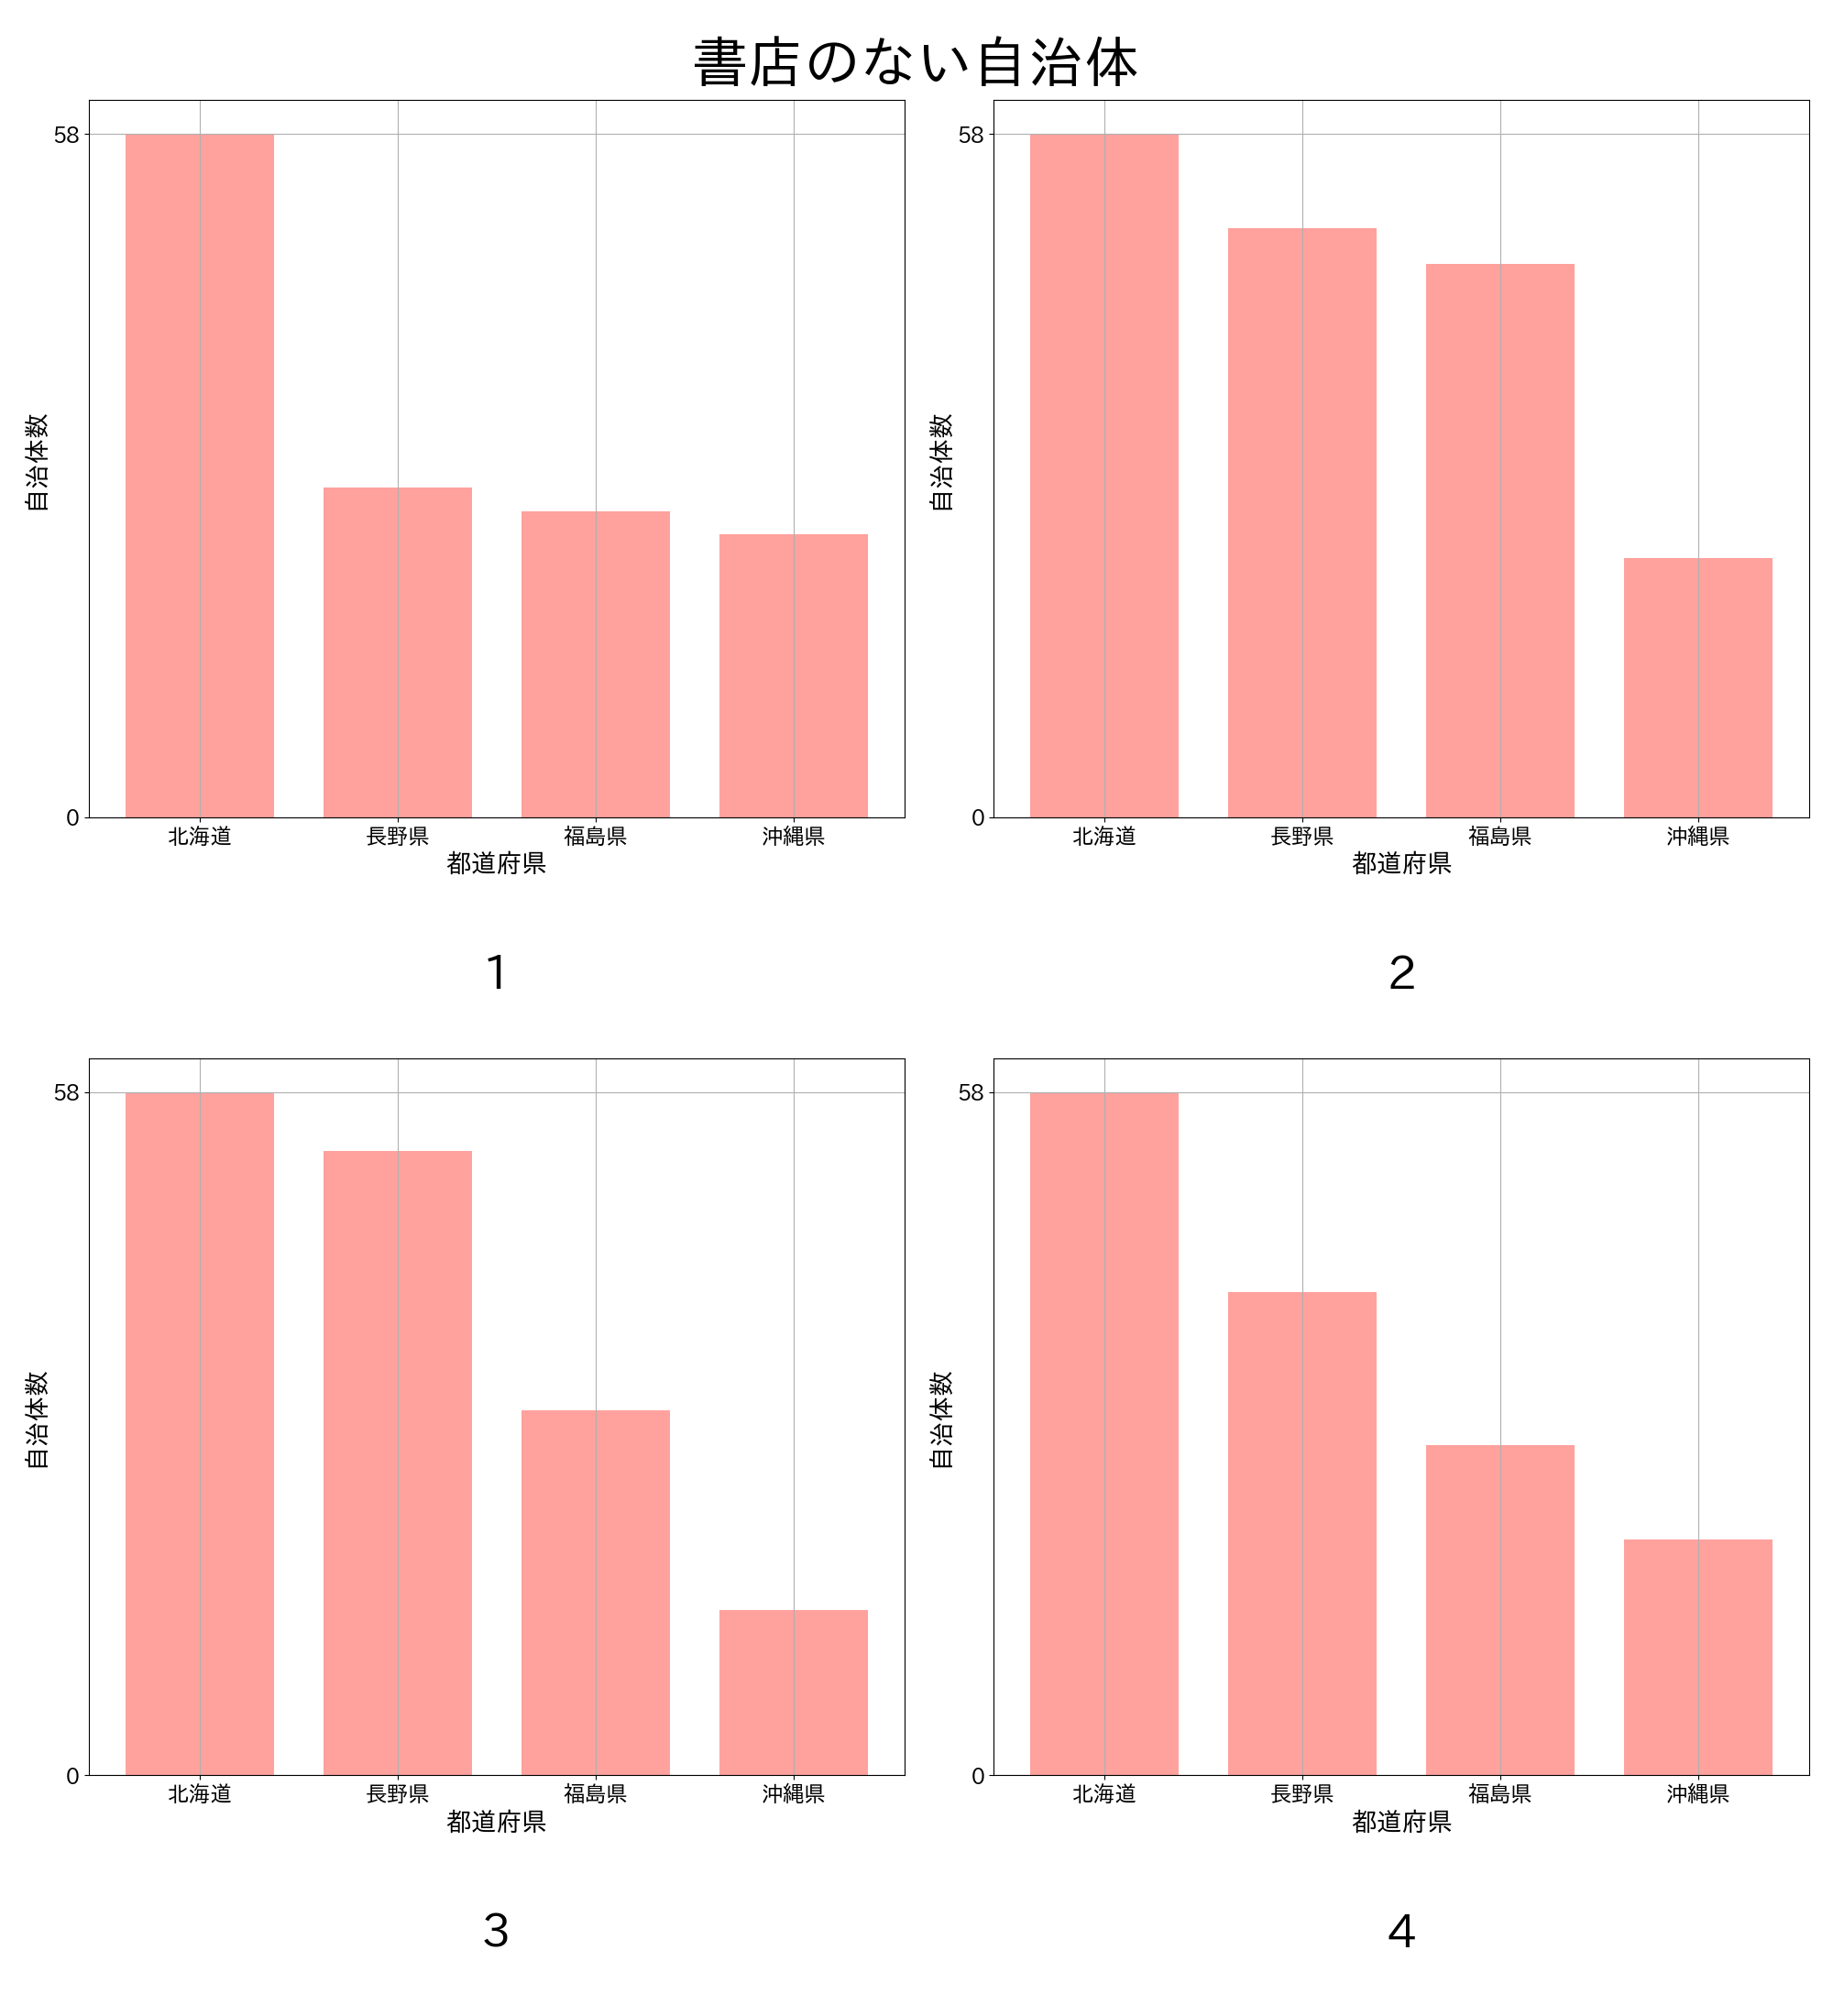 書店のない自治体
58
0
自治体数
北海道 長野県 福島県 沖縄県
都道府県
1
58
0
自治体数
北海道 長野県 福島県 沖縄県
都道府県
2
58
0
自治体数
北海道 長野県 福島県 沖縄県
都道府県
3
58
0
自治体数
北海道 長野県 福島県 沖縄県
都道府県
4